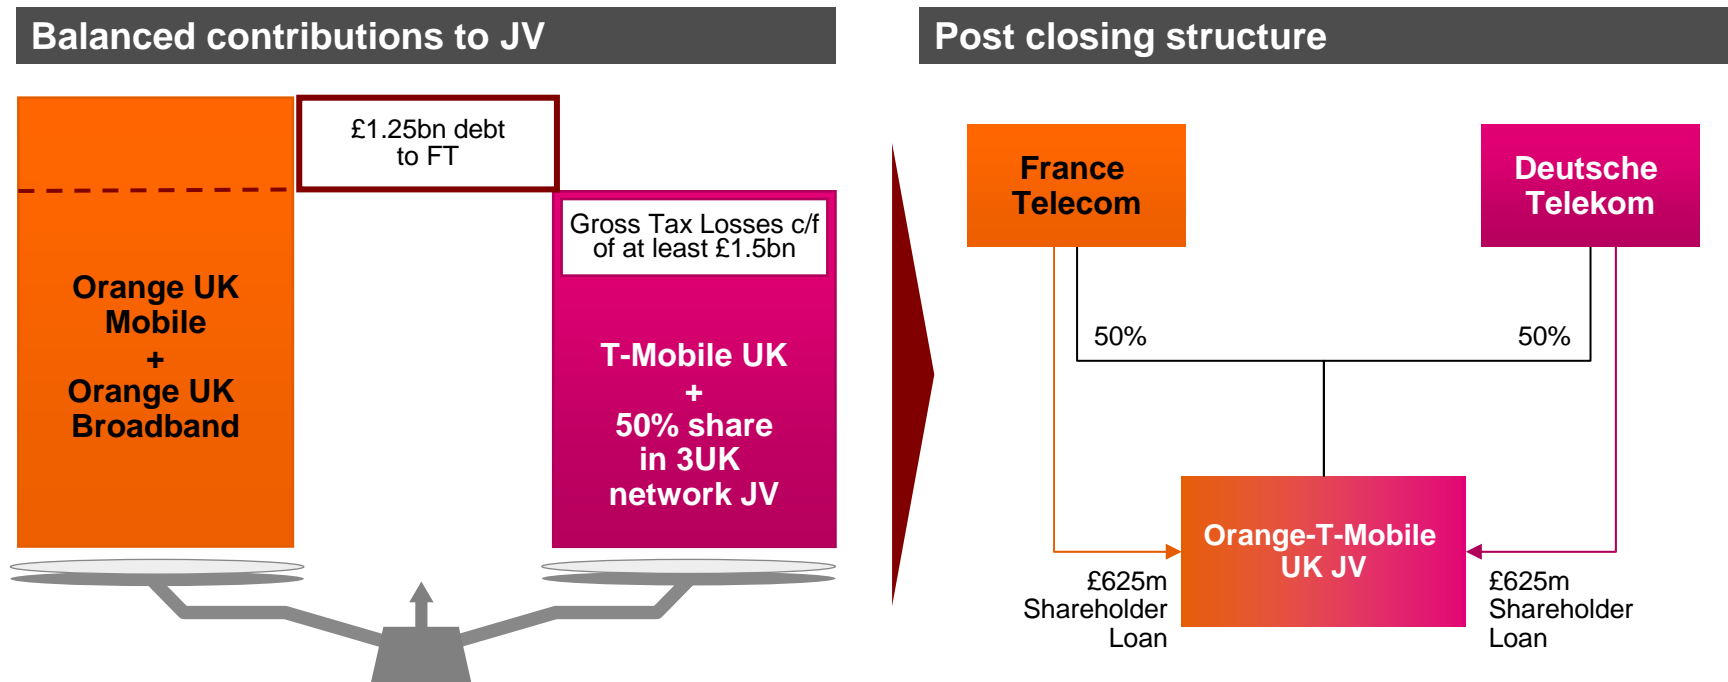 Balanced contributions to JV
£1.25bn debt
to FT
Gross Tax Losses c/f
of at least £1.5bn
Orange UK
Mobile
+
Orange UK
Broadband
T-Mobile UK
+
50% share
in 3UK
network JV
Post closing structure
France
Telecom
Deutsche
Telekom
50%
50%
Orange-T-Mobile
UK JV
£625m
Shareholder
Loan
£625m
Shareholder
Loan